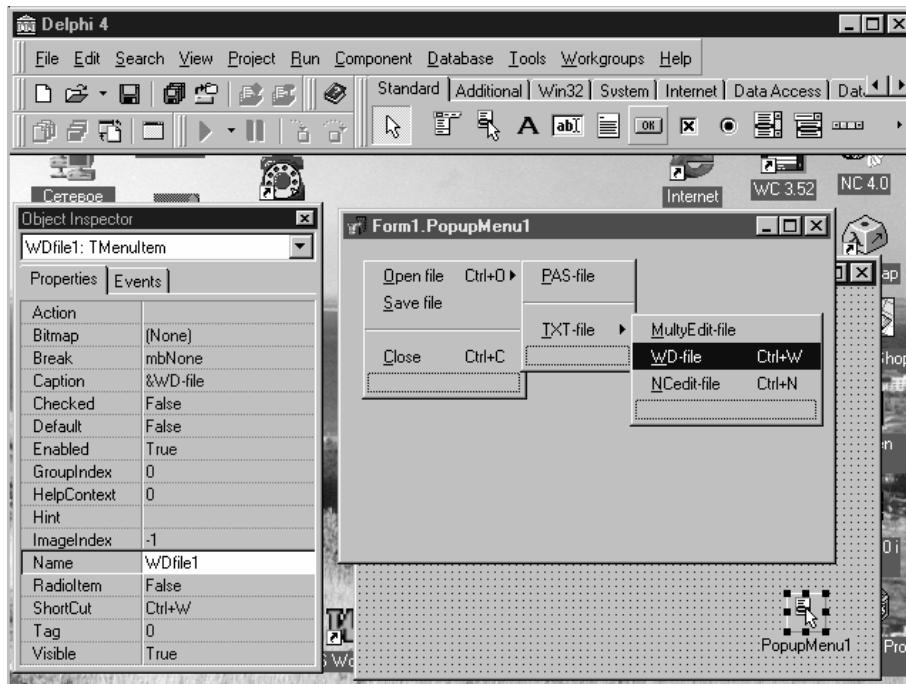 Delphi 4
File Edit Search View Project Run Component Database Tools Workgroups Help
Standard Additional Win32 System Internet Data Access Dat
A ab OK
Сетевое
Internet
WC 3.52
NC 4.0
Object Inspector
WDfile1: TMenuItem
Properties Events
Action
Bitmap (None)
Break mbNone
Caption &WD-file
Checked False
Default False
Enabled True
GroupIndex 0
HelpContext 0
Hint
ImageIndex -1
Name WDfile1
RadioItem False
ShortCut Ctrl+W
Tag 0
Visible True
Form1.PopupMenu1
Open file Ctrl+O
Save file
Close Ctrl+C
PAS-file
TXT-file
MultyEdit-file
WD-file Ctrl+W
NCedit-file Ctrl+N
PopupMenu1